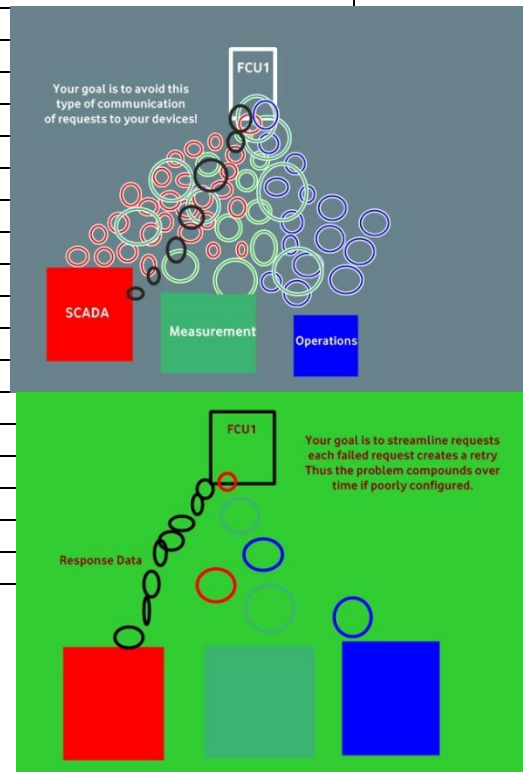 FCU1
Your goal is to avoid this
type of communication
of requests to your devices!
SCADA
Measurement
Operations
FCU1
Your goal is to streamline requests
each failed request creates a retry
Thus the problem compounds over
time if poorly configured.
Response Data